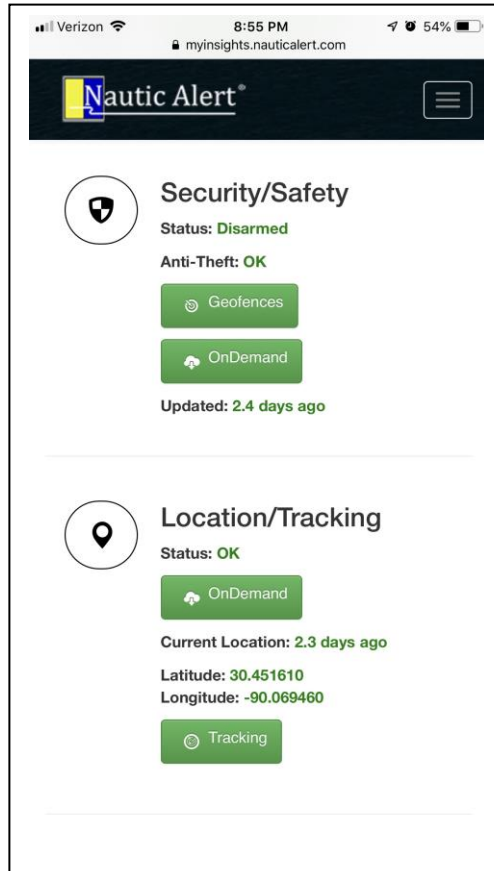 Verizon 8:55 PM 54%
myinsights.nauticalert.com
Nautic Alert®
Security/Safety
Status: Disarmed
Anti-Theft: OK
Geofences
OnDemand
Updated: 2.4 days ago
Location/Tracking
Status: OK
OnDemand
Current Location: 2.3 days ago
Latitude: 30.451610
Longitude: -90.069460
Tracking